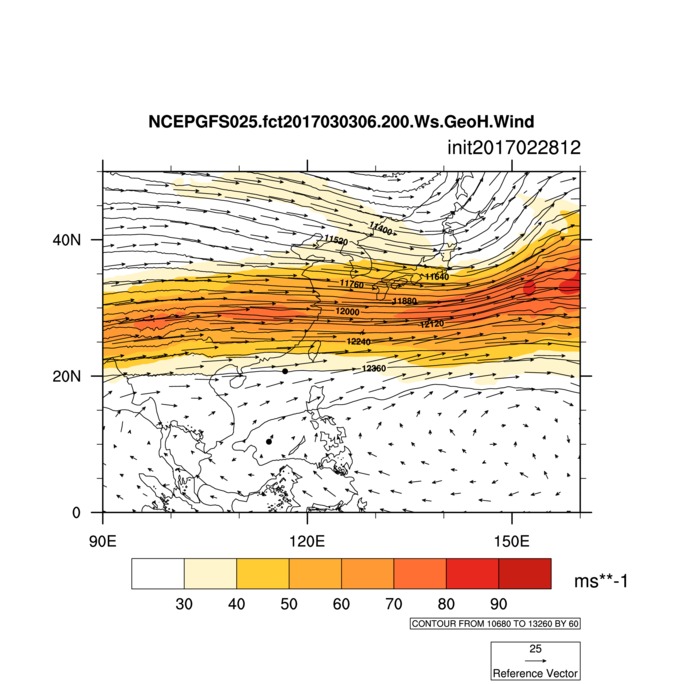 NCEPGFS025.fct2017030306.200.Ws.GeoH.Wind
init2017022812
40N
20N
0
11400
11520
11640
11760
11880
12000
12120
12240
12360
90E 120E 150E
30 40 50 60 70 80 90
ms**-1
CONTOUR FROM 10680 TO 13260 BY 60
25
Reference Vector